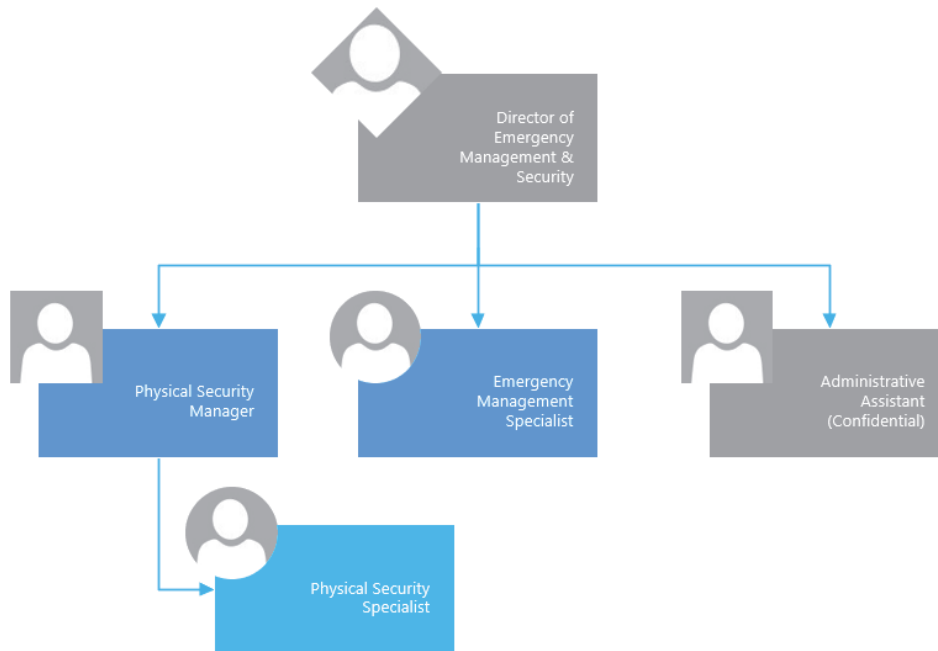 Director of
Emergency
Management &
Security
Physical Security
Manager
Emergency
Management
Specialist
Administrative
Assistant
(Confidential)
Physical Security
Specialist